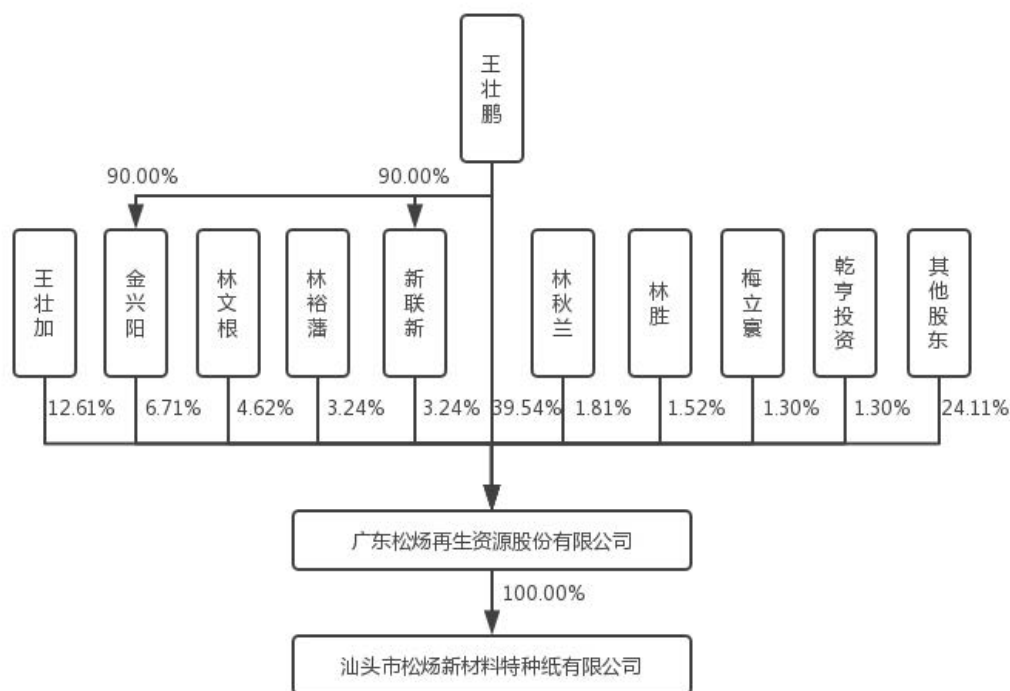 王壮鹏
90.00%
90.00%
王壮加
金兴阳
林文根
林裕藩
新联新
林秋兰
林胜
梅立寰
乾亨投资
其他股东
12.61%
6.71%
4.62%
3.24%
3.24%
39.54%
1.81%
1.52%
1.30%
1.30%
24.11%
广东松炀再生资源股份有限公司
100.00%
汕头市松炀新材料特种纸有限公司